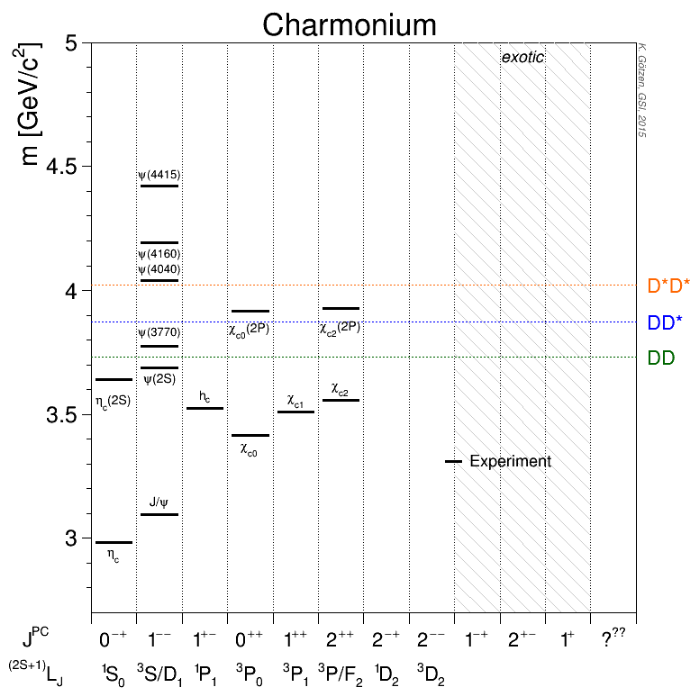 Charmonium
m [GeV/c²]
5
4.5
4
3.5
3
exotic
K. Götzen, GSI, 2015
ψ(4415)
ψ(4160)
ψ(4040)
D*D*
χc0(2P)
χc2(2P)
DD*
ψ(3770)
DD
ψ(2S)
ηc(2S)
hc
χc1
χc2
χc0
Experiment
J/ψ
ηc
J^PC 0⁻⁺ 1⁻⁻ 1⁺⁻ 0⁺⁺ 1⁺⁺ 2⁺⁺ 2⁻⁺ 2⁻⁻ 1⁻⁺ 2⁺⁻ 1⁺ ?^??
(2S+1)L_J ¹S₀ ³S/D₁ ¹P₁ ³P₀ ³P₁ ³P/F₂ ¹D₂ ³D₂